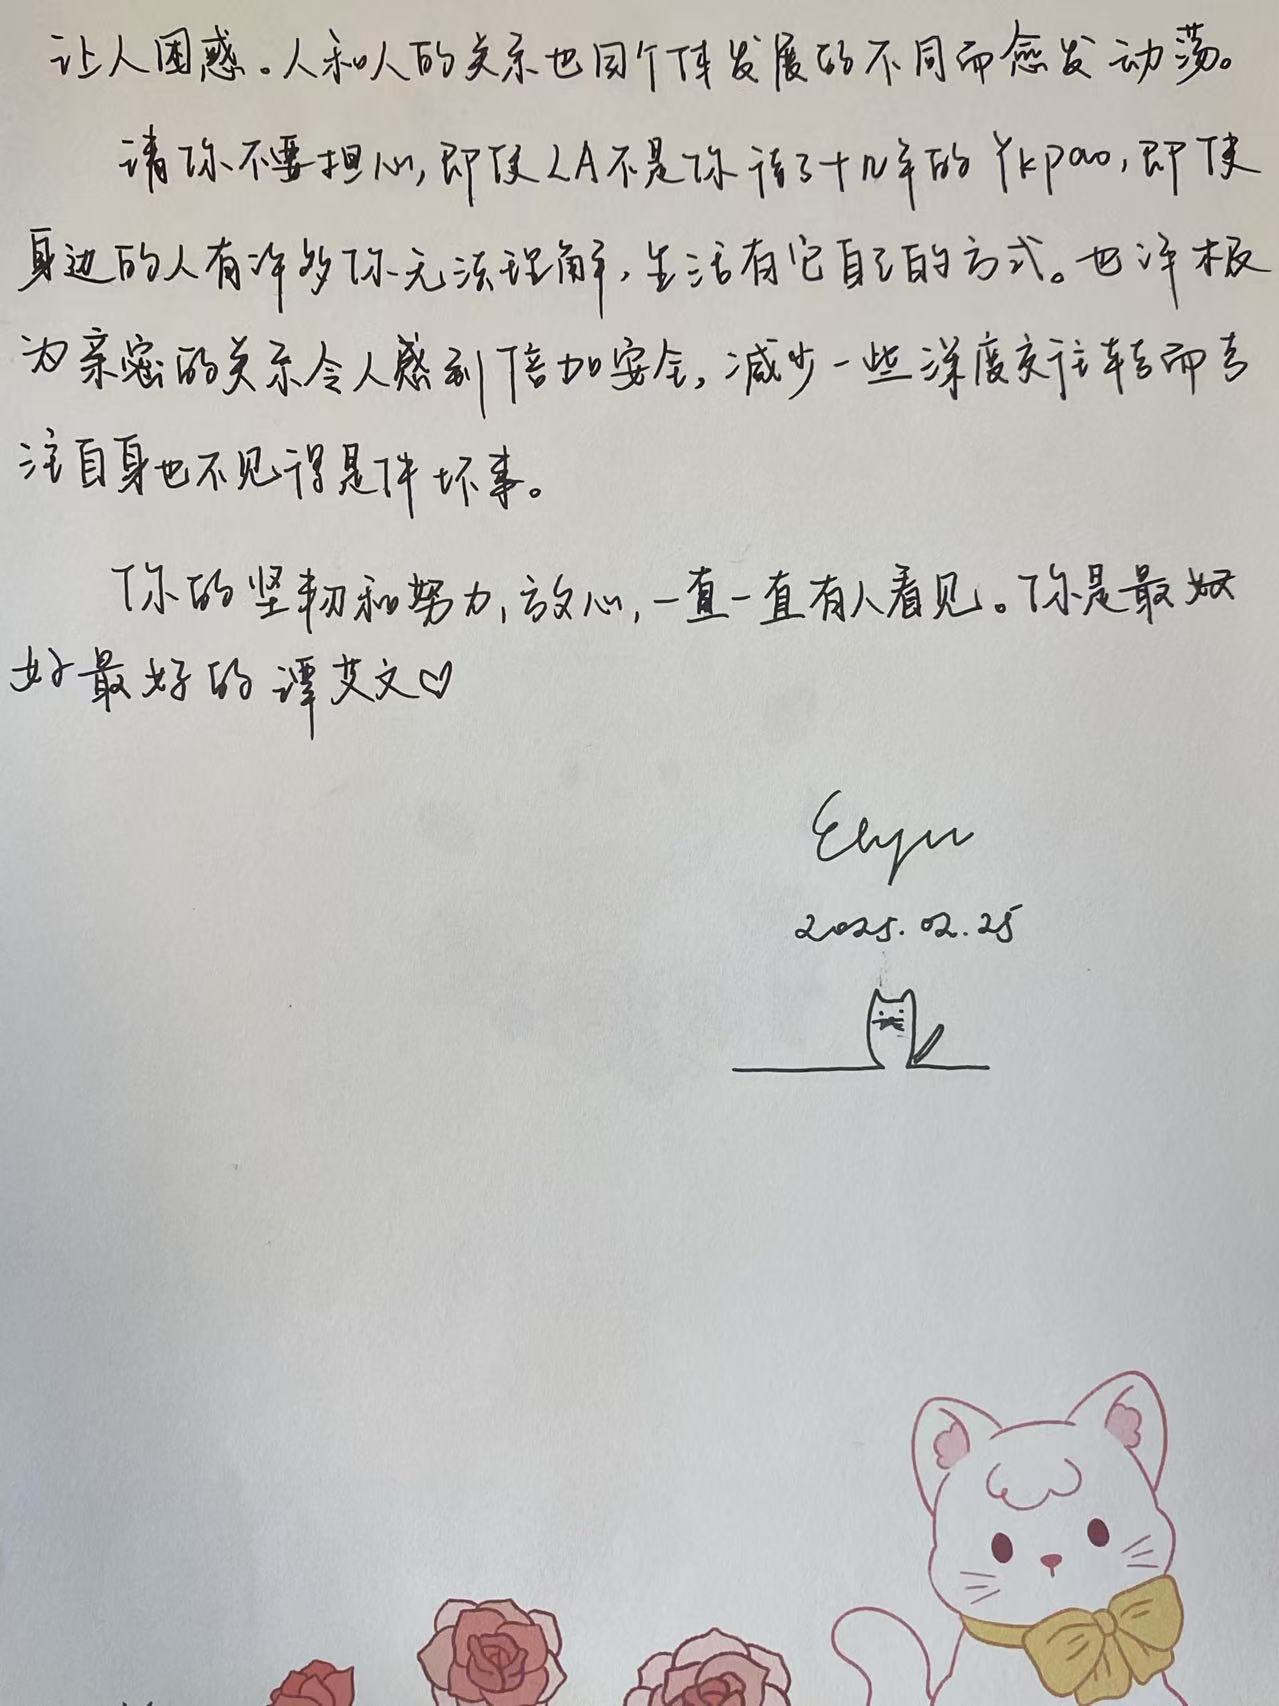 让人困惑。人和人的关系也因个体发展的不同而愈发动荡。
请你不要担心,即使LA不是你待了十几年的Ykpao,即使
身边的人有许多你无法理解,生活有它自己的方式。也许极
为亲密的关系令人感到倍加安全,减少一些深度交往转而专
注自身也不见得是件坏事。
你的坚韧和努力,放心,一直一直有人看见。你是最好
好最好的谭艾文♡
2025.02.25